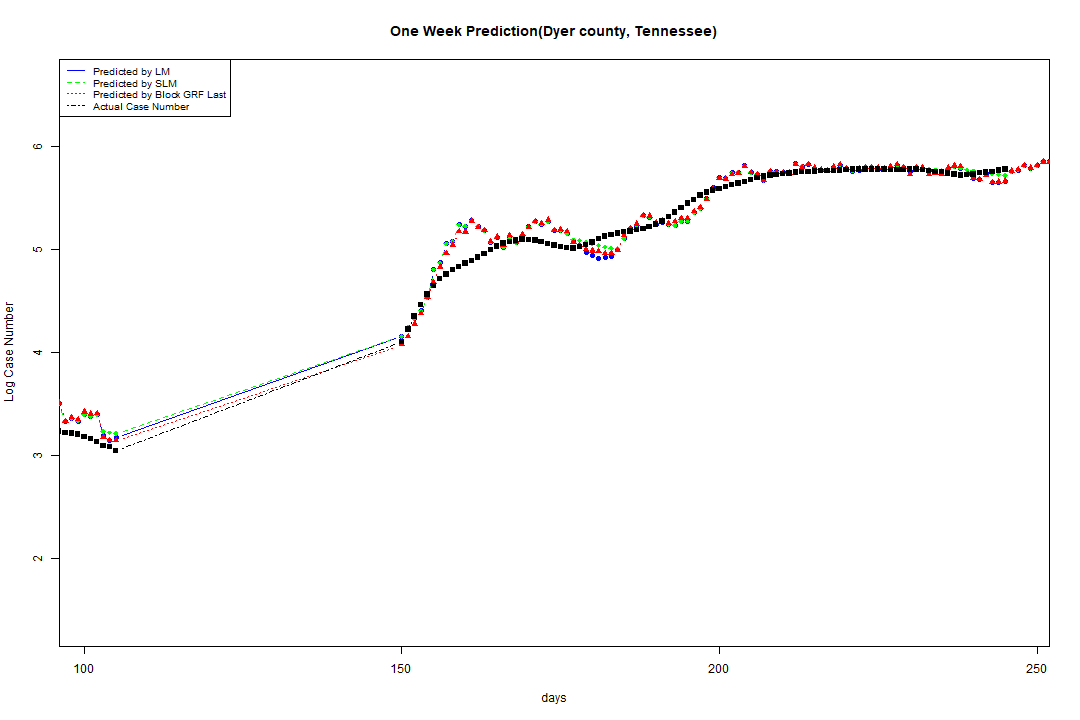 One Week Prediction(Dyer county, Tennessee)
Predicted by LM
Predicted by SLM
Predicted by Block GRF Last
Actual Case Number
6
5
4
3
2
Log Case Number
100
150
200
250
days